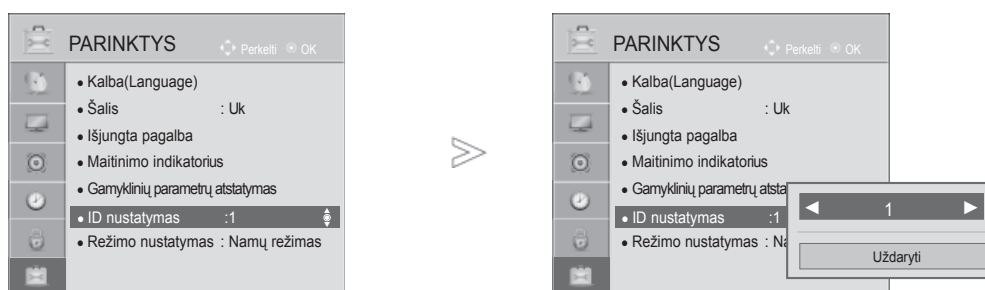 PARINKTYS Perkelti OK
• Kalba(Language)
• Šalis : Uk
• Išjungta pagalba
• Maitinimo indikatorius
• Gamyklinių parametrų atstatymas
• ID nustatymas :1
• Režimo nustatymas : Namų režimas
PARINKTYS Perkelti OK
• Kalba(Language)
• Šalis : Uk
• Išjungta pagalba
• Maitinimo indikatorius
• Gamyklinių parametrų atsta
• ID nustatymas :1
• Režimo nustatymas : Na
◄ 1 ►
Uždaryti